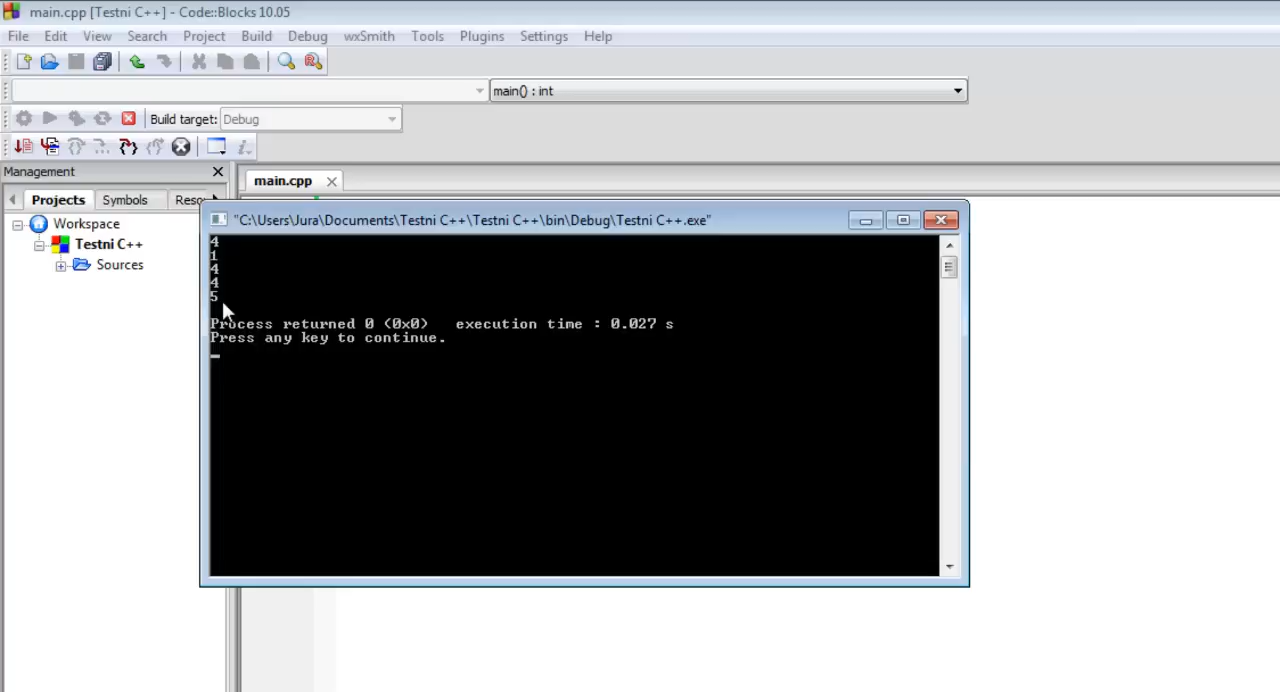 main.cpp [Testni C++] - Code::Blocks 10.05
File Edit View Search Project Build Debug wxSmith Tools Plugins Settings Help
main() : int
Build target: Debug
Management
main.cpp
Projects Symbols Reso
"C:\Users\Jura\Documents\Testni C++\Testni C++\bin\Debug\Testni C++.exe"
Workspace
Testni C++
Sources
4
1
4
4
5
Process returned 0 (0x0) execution time : 0.027 s
Press any key to continue.